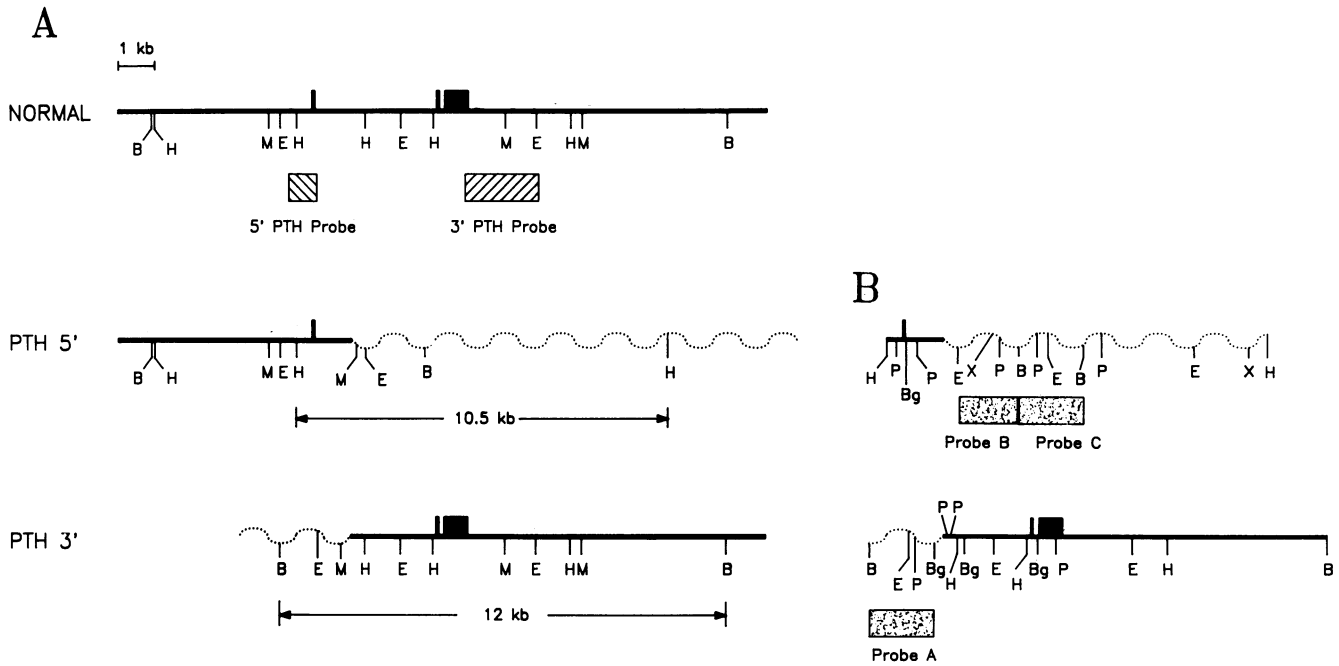 A
1 kb
NORMAL
B H M E H H E H M E H M B
5' PTH Probe 3' PTH Probe
PTH 5'
B H M E H M E B H
10.5 kb
PTH 3'
B E M H E H M E H M B
12 kb
B
H P Bg P E X P B P E B P E X H
Probe B Probe C
P P
B E P Bg H Bg E H Bg P E H B
Probe A